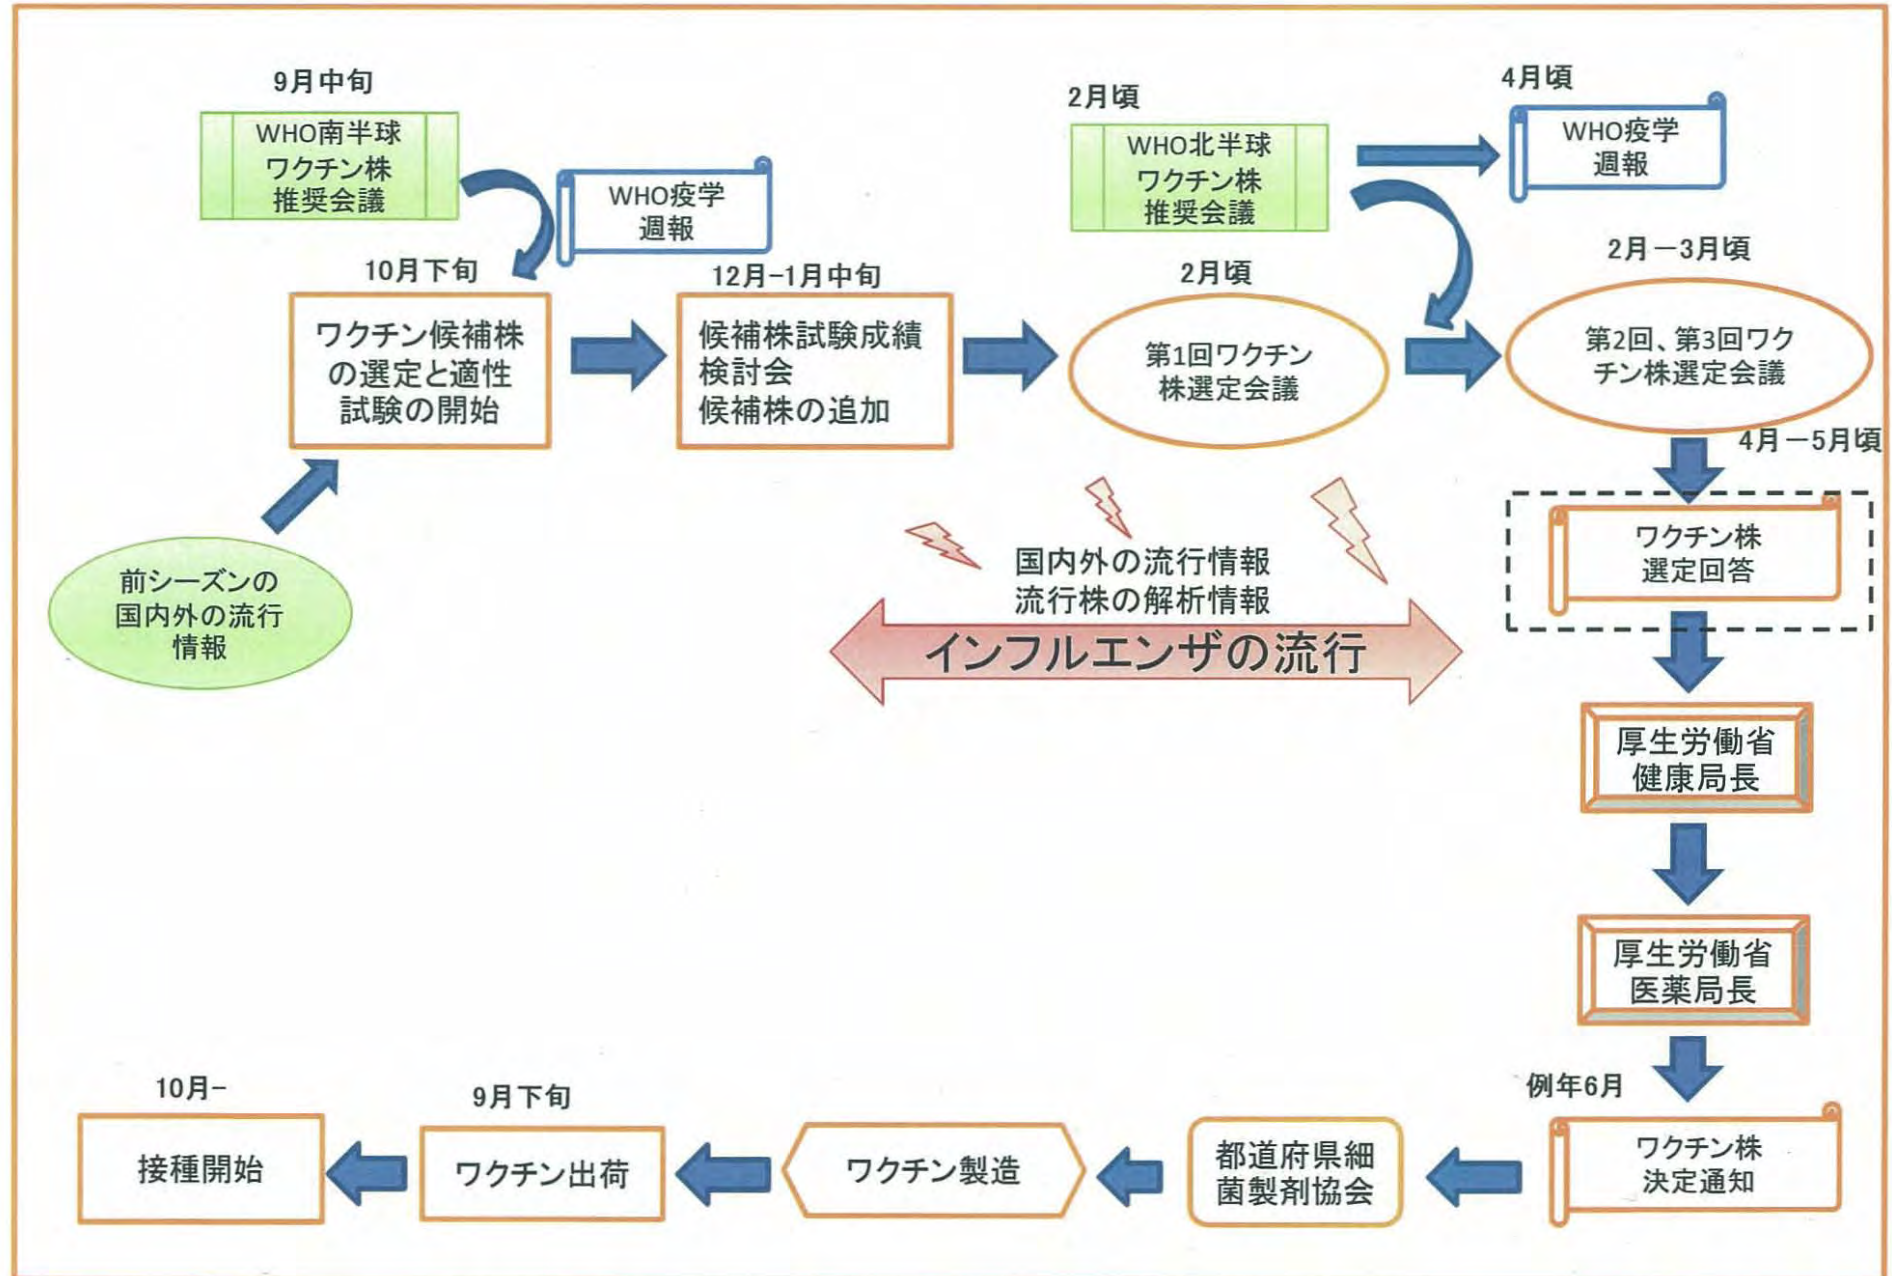 9月中旬
WHO南半球
ワクチン株
推奨会議
WHO疫学
週報
2月頃
WHO北半球
ワクチン株
推奨会議
4月頃
WHO疫学
週報
10月下旬
ワクチン候補株
の選定と適性
試験の開始
12月-1月中旬
候補株試験成績
検討会
候補株の追加
2月頃
第1回ワクチン
株選定会議
2月－3月頃
第2回、第3回ワク
チン株選定会議
前シーズンの
国内外の流行
情報
国内外の流行情報
流行株の解析情報
インフルエンザの流行
4月－5月頃
ワクチン株
選定回答
厚生労働省
健康局長
厚生労働省
医薬局長
例年6月
ワクチン株
決定通知
都道府県細
菌製剤協会
ワクチン製造
9月下旬
ワクチン出荷
10月-
接種開始